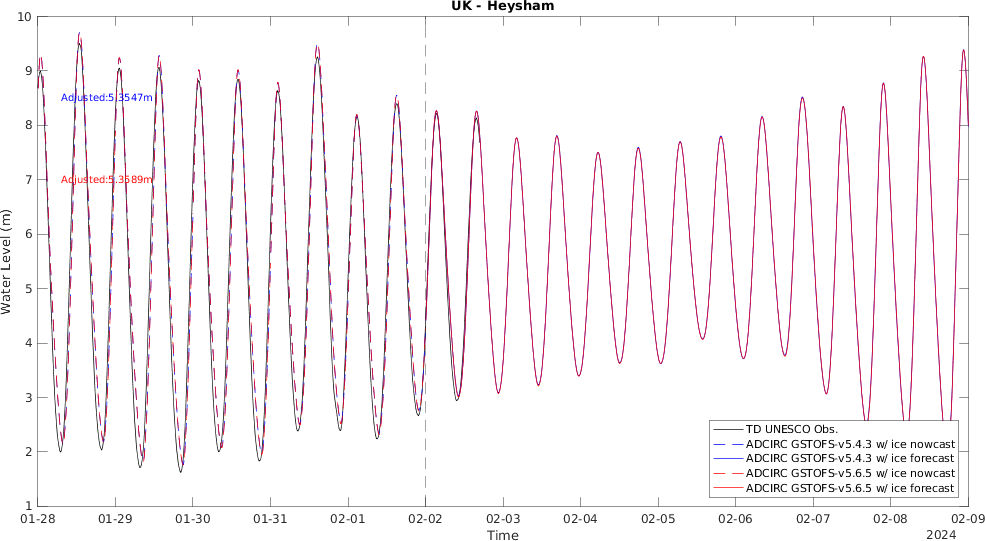 UK - Heysham
10
9
8
7
6
5
4
3
2
1
Water Level (m)
Adjusted:5.3547m
Adjusted:5.3589m
TD UNESCO Obs.
ADCIRC GSTOFS-v5.4.3 w/ ice nowcast
ADCIRC GSTOFS-v5.4.3 w/ ice forecast
ADCIRC GSTOFS-v5.6.5 w/ ice nowcast
ADCIRC GSTOFS-v5.6.5 w/ ice forecast
01-28 01-29 01-30 01-31 02-01 02-02 02-03 02-04 02-05 02-06 02-07 02-08 02-09
Time
2024